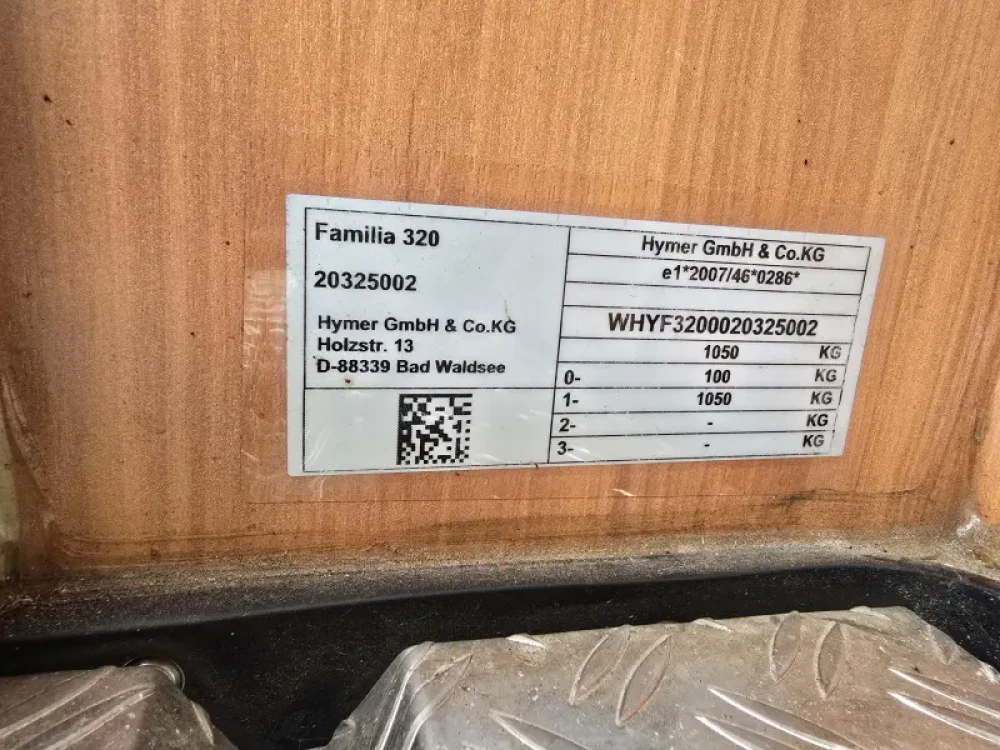 Familia 320
20325002
Hymer GmbH & Co.KG
Holzstr. 13
D-88339 Bad Waldsee
Hymer GmbH & Co.KG
e1*2007/46*0286*
WHYF3200020325002
1050 KG
0- 100 KG
1- 1050 KG
2- - KG
3- - KG